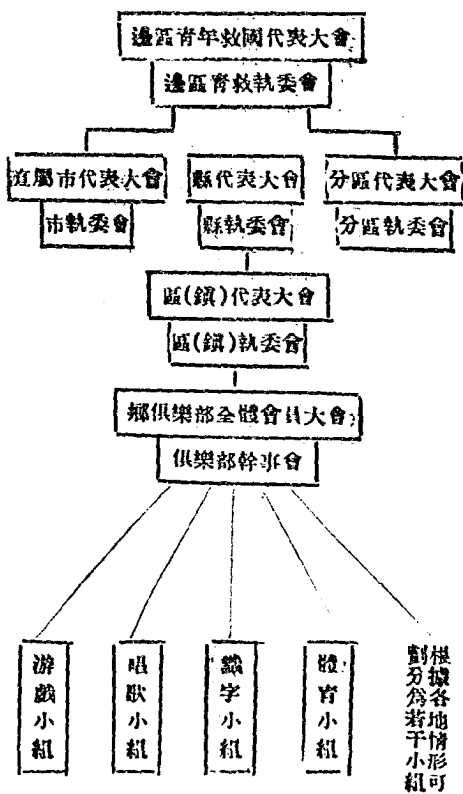 邊區青年救國代表大會
邊區青救執委會
直屬市代表大會
縣代表大會
分區代表大會
市執委會
縣執委會
分區執委會
區(鎮)代表大會
區(鎮)執委會
鄉俱樂部全體會員大會
俱樂部幹事會
游戲小組
唱歌小組
識字小組
體育小組
根據各地情形可
劃分爲若干小組